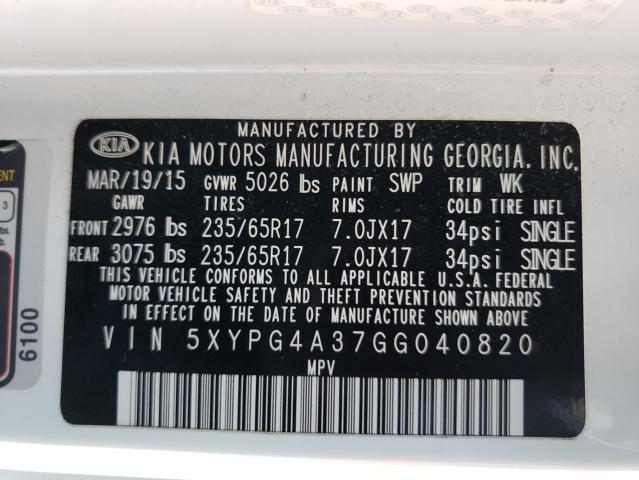 MANUFACTURED BY
KIA KIA MOTORS MANUFACTURING GEORGIA, INC.
MAR/19/15 GVWR 5026 lbs PAINT SWP TRIM WK
GAWR TIRES RIMS COLD TIRE INFL
FRONT 2976 lbs 235/65R17 7.0JX17 34psi SINGLE
REAR 3075 lbs 235/65R17 7.0JX17 34psi SINGLE
THIS VEHICLE CONFORMS TO ALL APPLICABLE U.S.A. FEDERAL
MOTOR VEHICLE SAFETY AND THEFT PREVENTION STANDARDS
IN EFFECT ON THE DATE OF MANUFACTURE SHOWN ABOVE
VIN 5XYPG4A37GG040820
MPV
3
6100